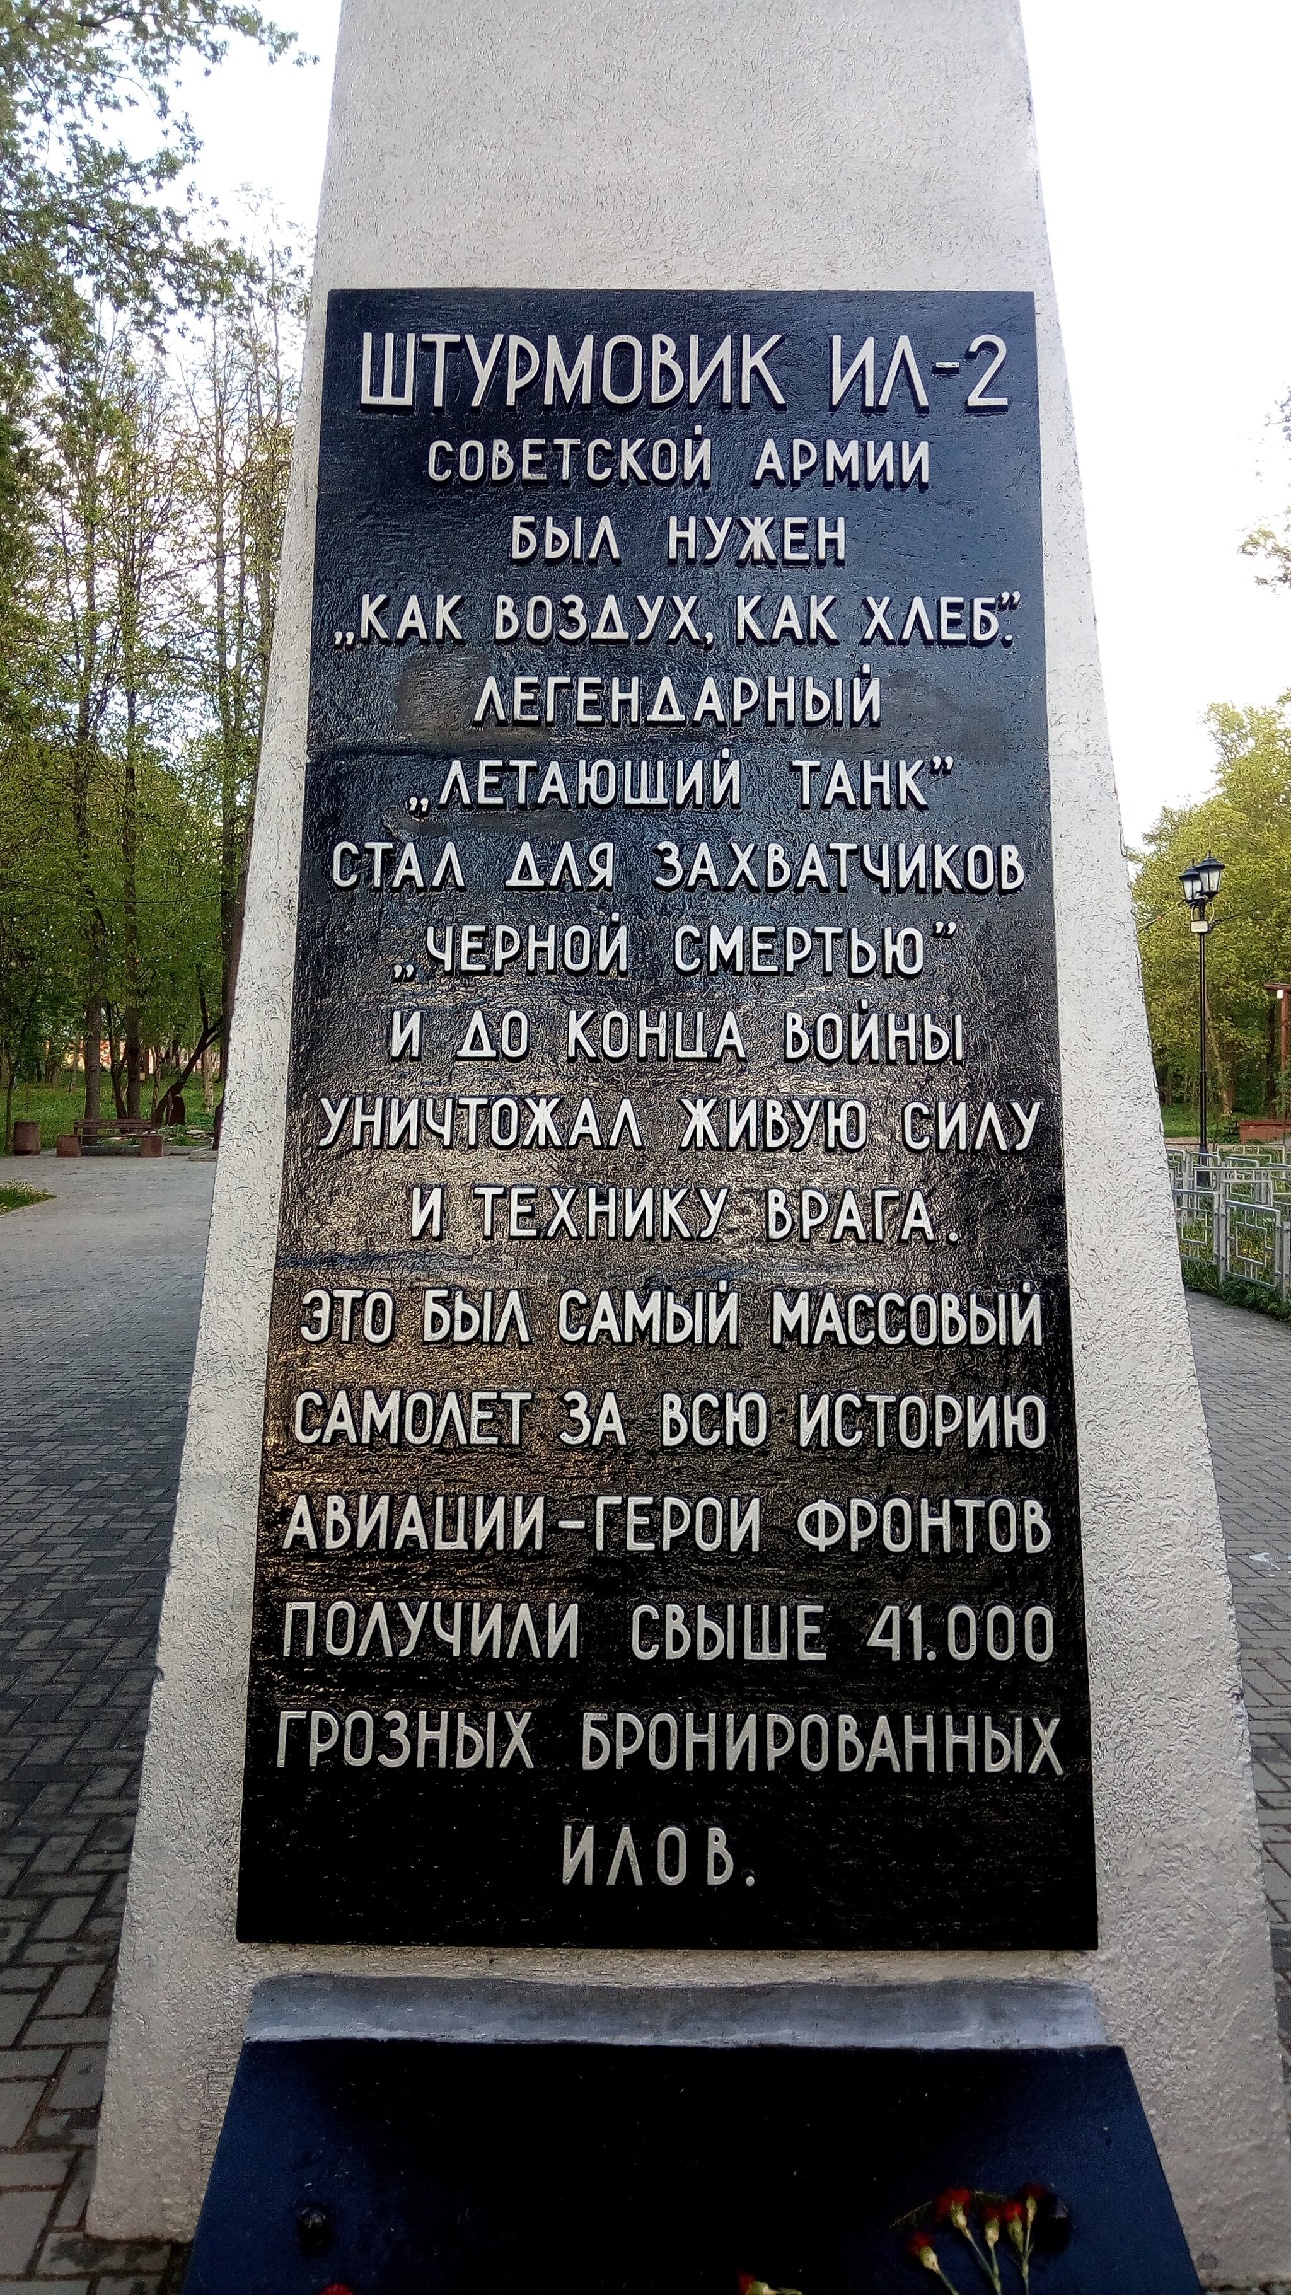 ШТУРМОВИК ИЛ-2
СОВЕТСКОЙ АРМИИ
БЫЛ НУЖЕН
„КАК ВОЗДУХ, КАК ХЛЕБ”.
ЛЕГЕНДАРНЫЙ
„ЛЕТАЮЩИЙ ТАНК”
СТАЛ ДЛЯ ЗАХВАТЧИКОВ
„ЧЕРНОЙ СМЕРТЬЮ”
И ДО КОНЦА ВОЙНЫ
УНИЧТОЖАЛ ЖИВУЮ СИЛУ
И ТЕХНИКУ ВРАГА.
ЭТО БЫЛ САМЫЙ МАССОВЫЙ
САМОЛЕТ ЗА ВСЮ ИСТОРИЮ
АВИАЦИИ-ГЕРОИ ФРОНТОВ
ПОЛУЧИЛИ СВЫШЕ 41.000
ГРОЗНЫХ БРОНИРОВАННЫХ
ИЛОВ.